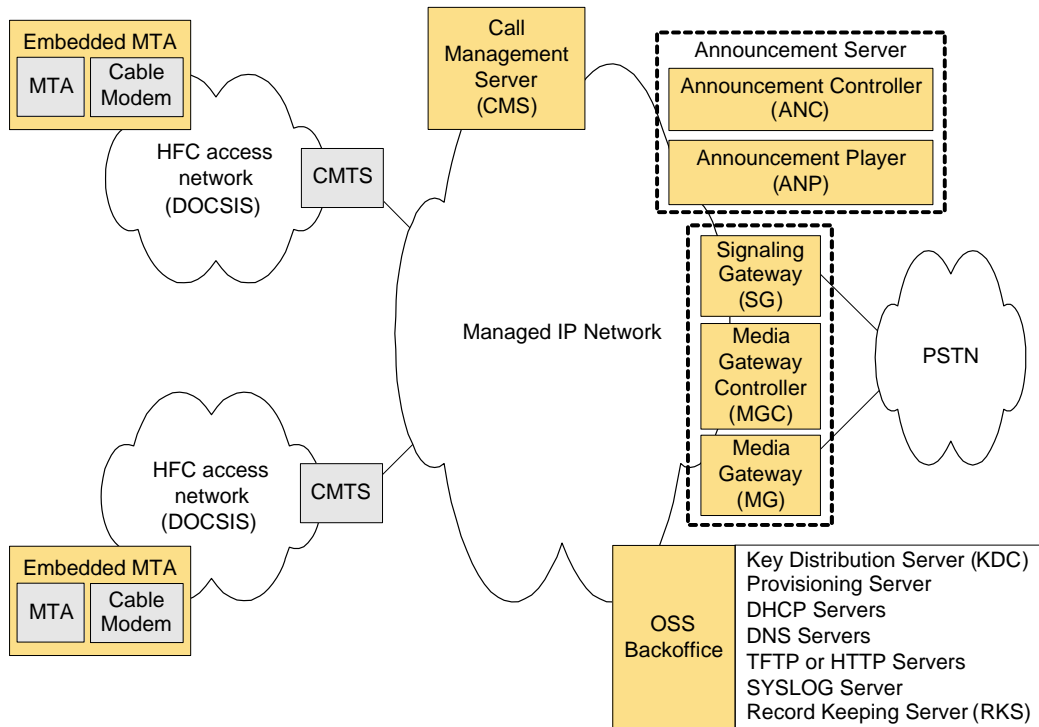 Embedded MTA
MTA
Cable
Modem
HFC access
network
(DOCSIS)
CMTS
Call
Management
Server
(CMS)
Announcement Server
Announcement Controller
(ANC)
Announcement Player
(ANP)
Signaling
Gateway
(SG)
Media
Gateway
Controller
(MGC)
Media
Gateway
(MG)
Managed IP Network
PSTN
HFC access
network
(DOCSIS)
CMTS
Embedded MTA
MTA
Cable
Modem
OSS
Backoffice
Key Distribution Server (KDC)
Provisioning Server
DHCP Servers
DNS Servers
TFTP or HTTP Servers
SYSLOG Server
Record Keeping Server (RKS)